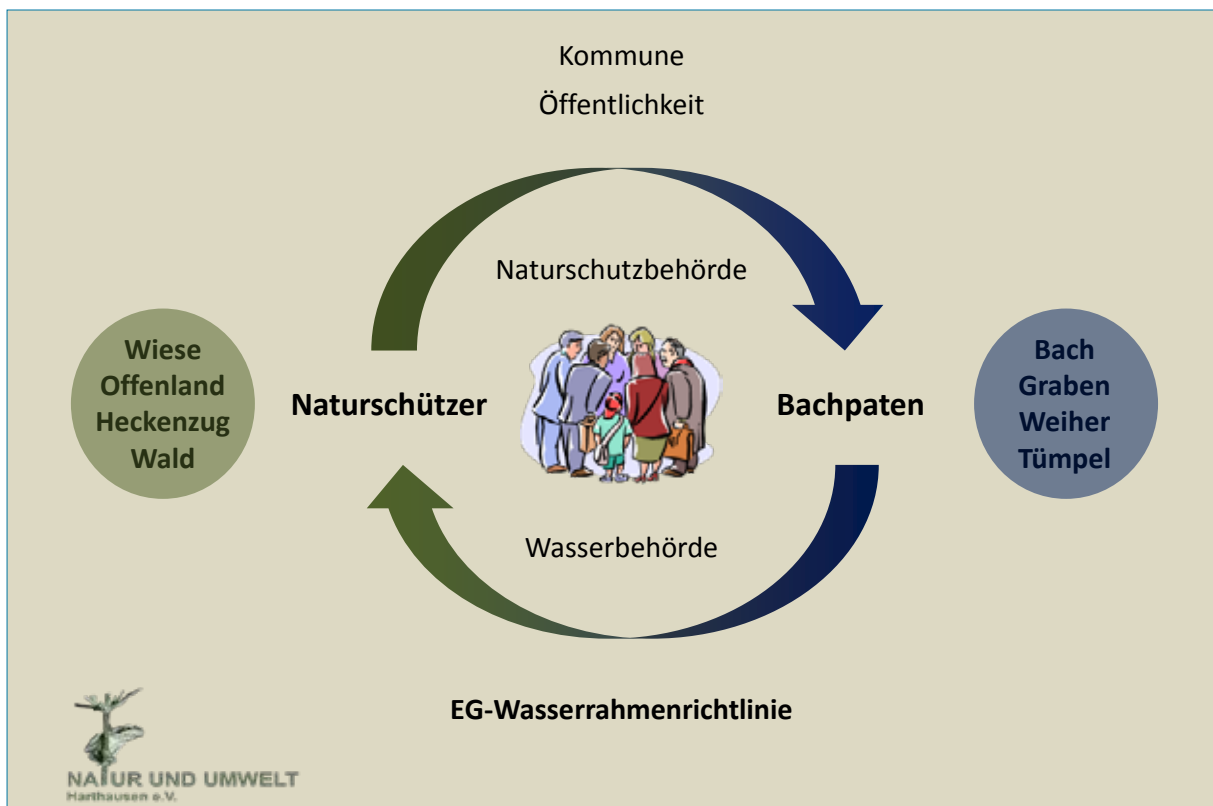 Kommune
Öffentlichkeit
Naturschutzbehörde
Wiese
Offenland
Heckenzug
Wald
Naturschützer
Bachpaten
Bach
Graben
Weiher
Tümpel
Wasserbehörde
EG-Wasserrahmenrichtlinie
NATUR UND UMWELT
Harthausen e.V.